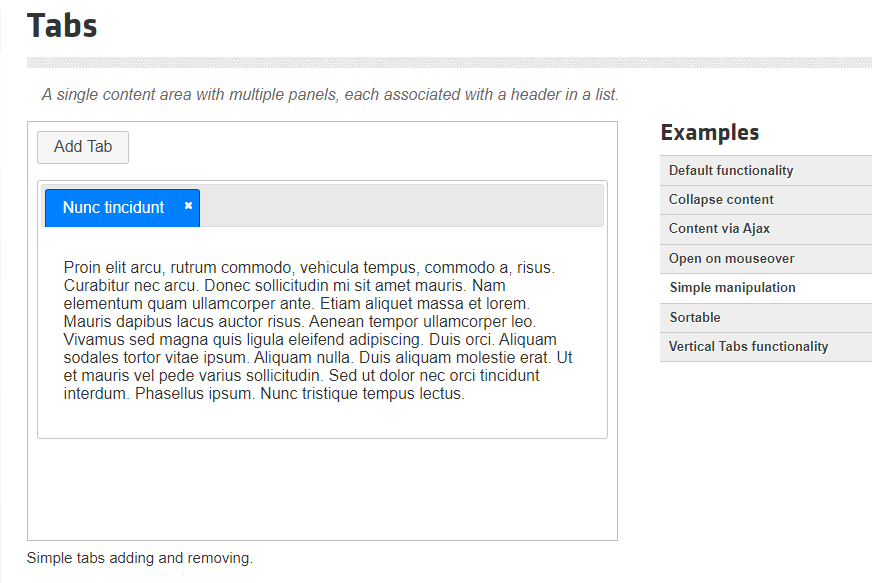 Tabs
A single content area with multiple panels, each associated with a header in a list.
Add Tab
Nunc tincidunt
Proin elit arcu, rutrum commodo, vehicula tempus, commodo a, risus.
Curabitur nec arcu. Donec sollicitudin mi sit amet mauris. Nam
elementum quam ullamcorper ante. Etiam aliquet massa et lorem.
Mauris dapibus lacus auctor risus. Aenean tempor ullamcorper leo.
Vivamus sed magna quis ligula eleifend adipiscing. Duis orci. Aliquam
sodales tortor vitae ipsum. Aliquam nulla. Duis aliquam molestie erat. Ut
et mauris vel pede varius sollicitudin. Sed ut dolor nec orci tincidunt
interdum. Phasellus ipsum. Nunc tristique tempus lectus.
Simple tabs adding and removing.
Examples
Default functionality
Collapse content
Content via Ajax
Open on mouseover
Simple manipulation
Sortable
Vertical Tabs functionality